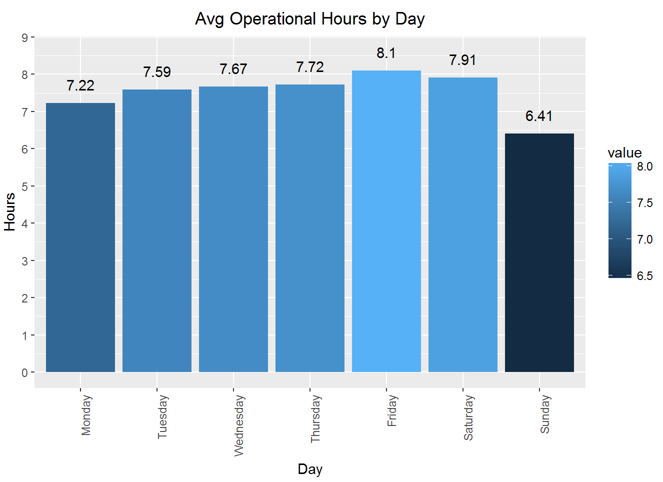 Avg Operational Hours by Day
9
8
7
6
5
4
3
2
1
0
Hours
7.22
7.59
7.67
7.72
8.1
7.91
6.41
Monday
Tuesday
Wednesday
Thursday
Friday
Saturday
Sunday
Day
value
8.0
7.5
7.0
6.5